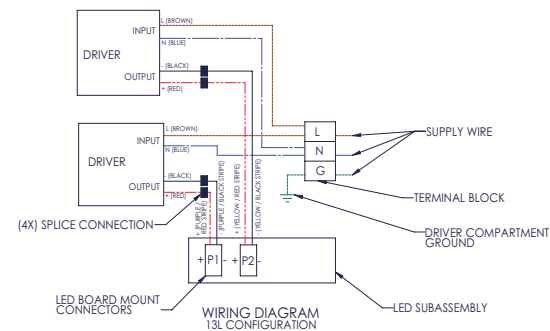 L (BROWN)
INPUT
N (BLUE)
DRIVER
- (BLACK)
OUTPUT
+ (RED)
L (BROWN)
INPUT
N (BLUE)
DRIVER
- (BLACK)
OUTPUT
+ (RED)
L
N
G
SUPPLY WIRE
TERMINAL BLOCK
DRIVER COMPARTMENT
GROUND
(4X) SPLICE CONNECTION
+ (PURPLE /
RED STRIPE)
- (PURPLE / BLACK STRIPE)
+ (YELLOW / RED STRIPE)
- (YELLOW / BLACK STRIPE)
+ P1 - + P2 -
LED BOARD MOUNT
CONNECTORS
LED SUBASSEMBLY
WIRING DIAGRAM
13L CONFIGURATION